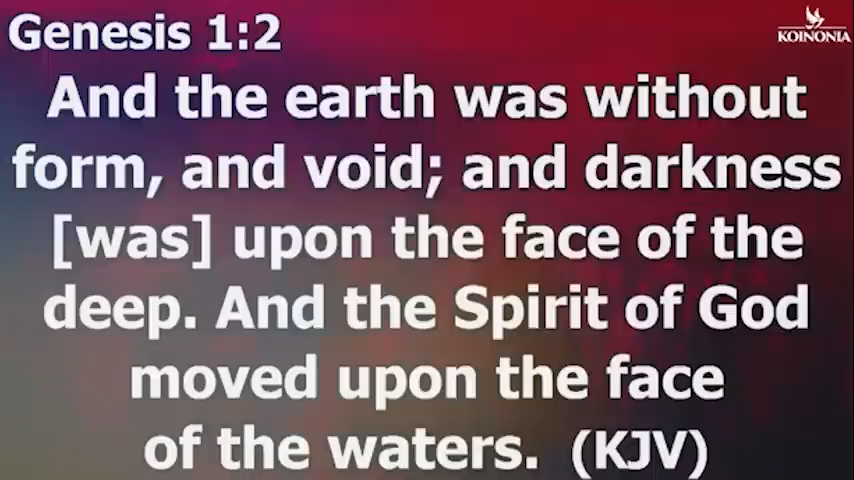 Genesis 1:2
KOINONIA
And the earth was without
form, and void; and darkness
[was] upon the face of the
deep. And the Spirit of God
moved upon the face
of the waters. (KJV)